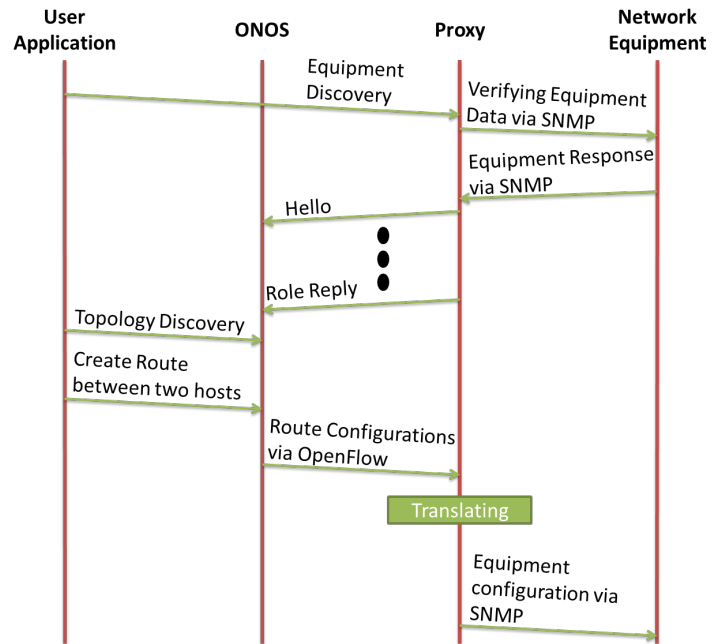 User
Application
ONOS
Proxy
Network
Equipment
Equipment
Discovery
Verifying Equipment
Data via SNMP
Equipment Response
via SNMP
Hello
Role Reply
Topology Discovery
Create Route
between two hosts
Route Configurations
via OpenFlow
Translating
Equipment
configuration via
SNMP